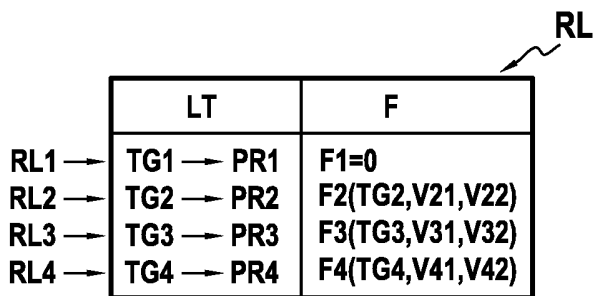 RL
LT F
RL1 → TG1 → PR1 F1=0
RL2 → TG2 → PR2 F2(TG2,V21,V22)
RL3 → TG3 → PR3 F3(TG3,V31,V32)
RL4 → TG4 → PR4 F4(TG4,V41,V42)